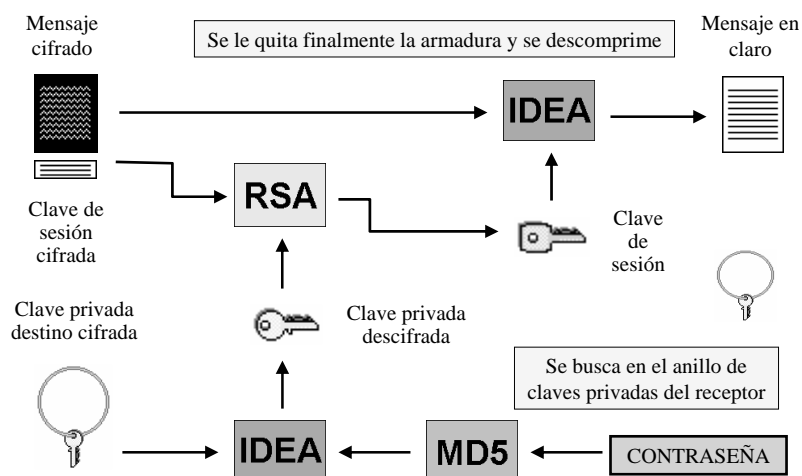 Mensaje
cifrado
Se le quita finalmente la armadura y se descomprime
Mensaje en
claro
IDEA
RSA
Clave de
sesión
cifrada
Clave
de
sesión
Clave privada
destino cifrada
Clave privada
descifrada
Se busca en el anillo de
claves privadas del receptor
IDEA
MD5
CONTRASEÑA